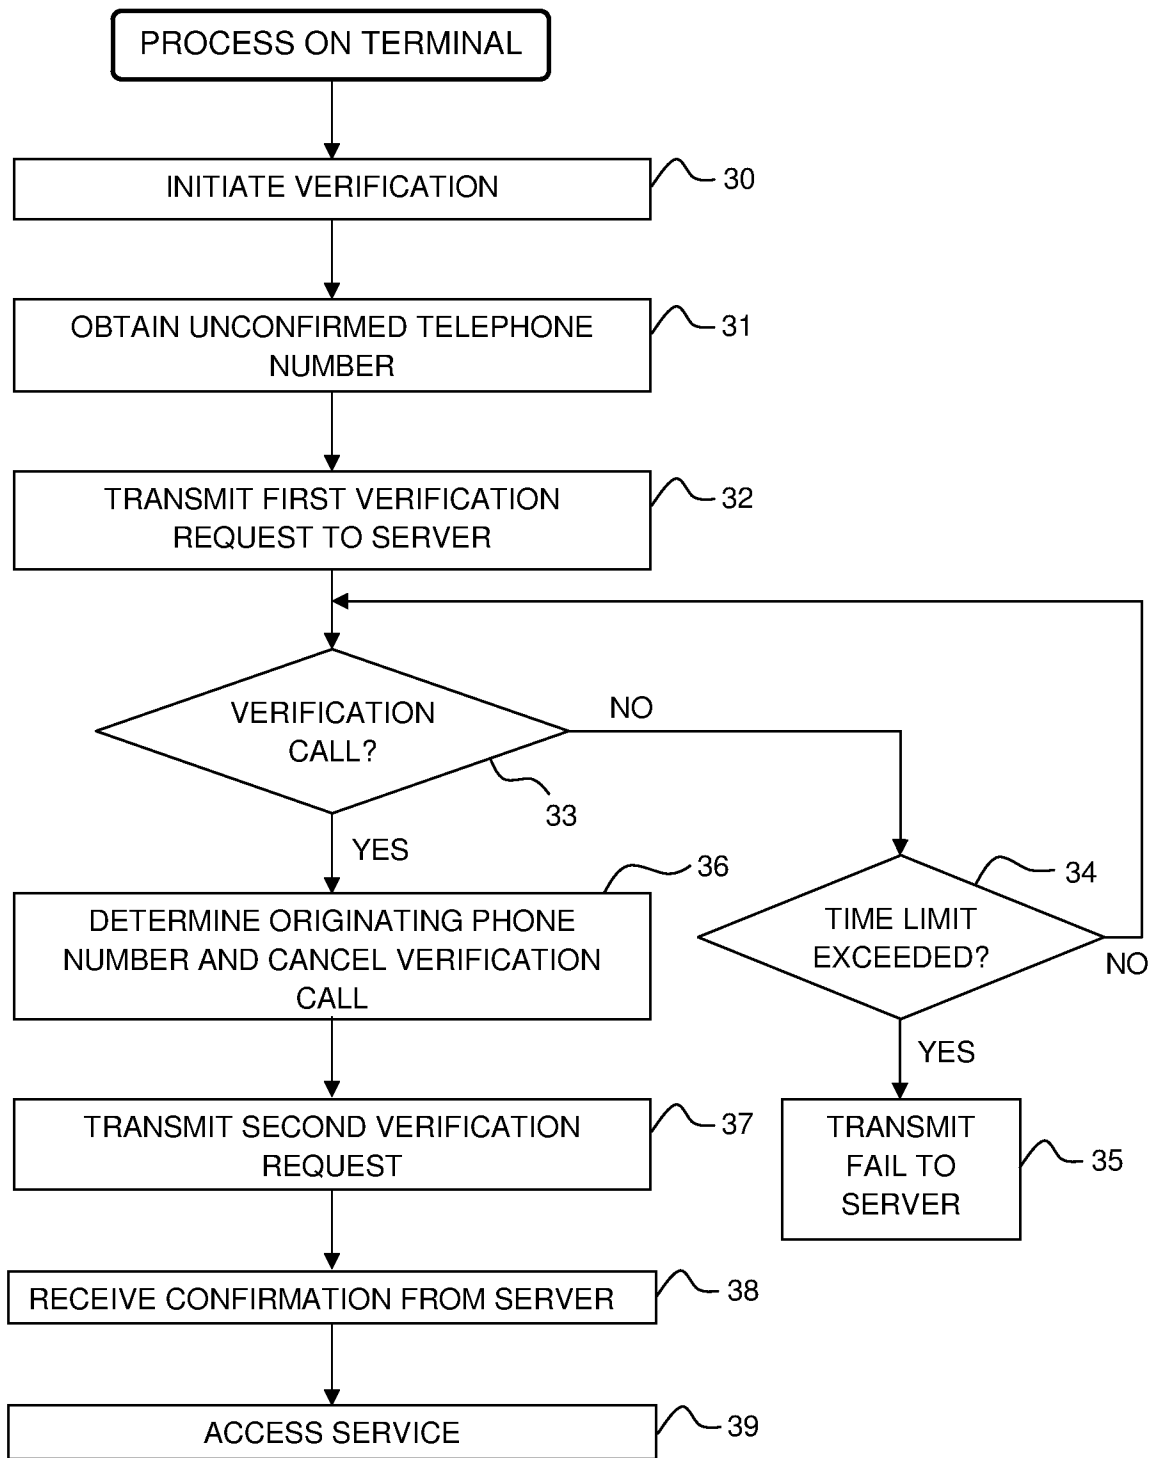 PROCESS ON TERMINAL
INITIATE VERIFICATION
30
OBTAIN UNCONFIRMED TELEPHONE
NUMBER
31
TRANSMIT FIRST VERIFICATION
REQUEST TO SERVER
32
VERIFICATION
CALL?
33
NO
YES
TIME LIMIT
EXCEEDED?
34
NO
YES
TRANSMIT
FAIL TO
SERVER
35
DETERMINE ORIGINATING PHONE
NUMBER AND CANCEL VERIFICATION
CALL
36
TRANSMIT SECOND VERIFICATION
REQUEST
37
RECEIVE CONFIRMATION FROM SERVER
38
ACCESS SERVICE
39